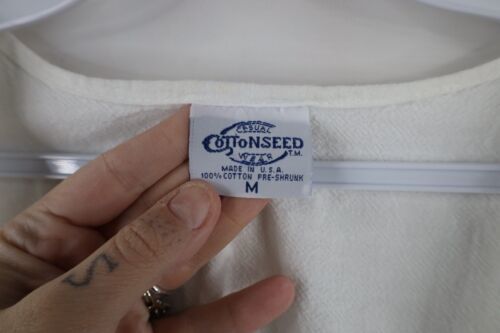 CASUAL
COTTONSEED T.M.
WEAR
MADE IN U.S.A.
100% COTTON PRE-SHRUNK
M